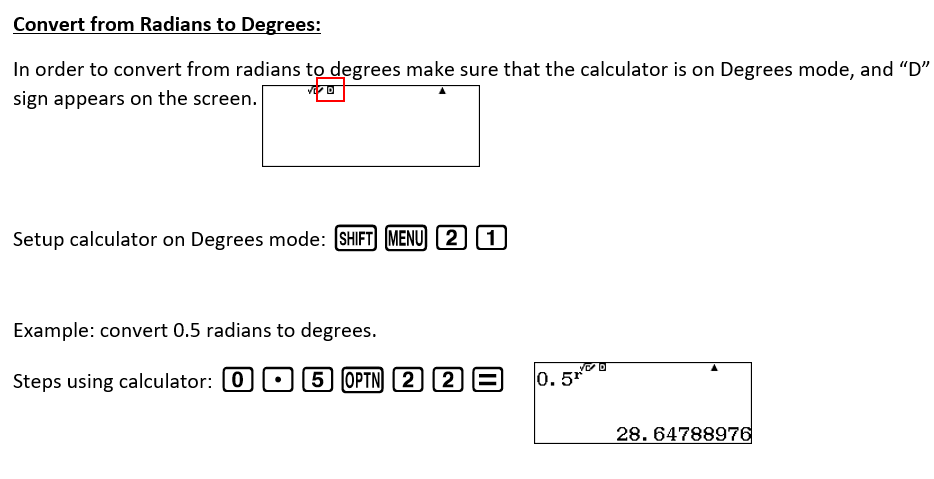 Convert from Radians to Degrees:
In order to convert from radians to degrees make sure that the calculator is on Degrees mode, and “D”
sign appears on the screen. √ D ▲
Setup calculator on Degrees mode: SHIFT MENU 2 1
Example: convert 0.5 radians to degrees.
Steps using calculator: 0 • 5 OPTN 2 2 =
√ D ▲
0.5ʳ
28.64788976